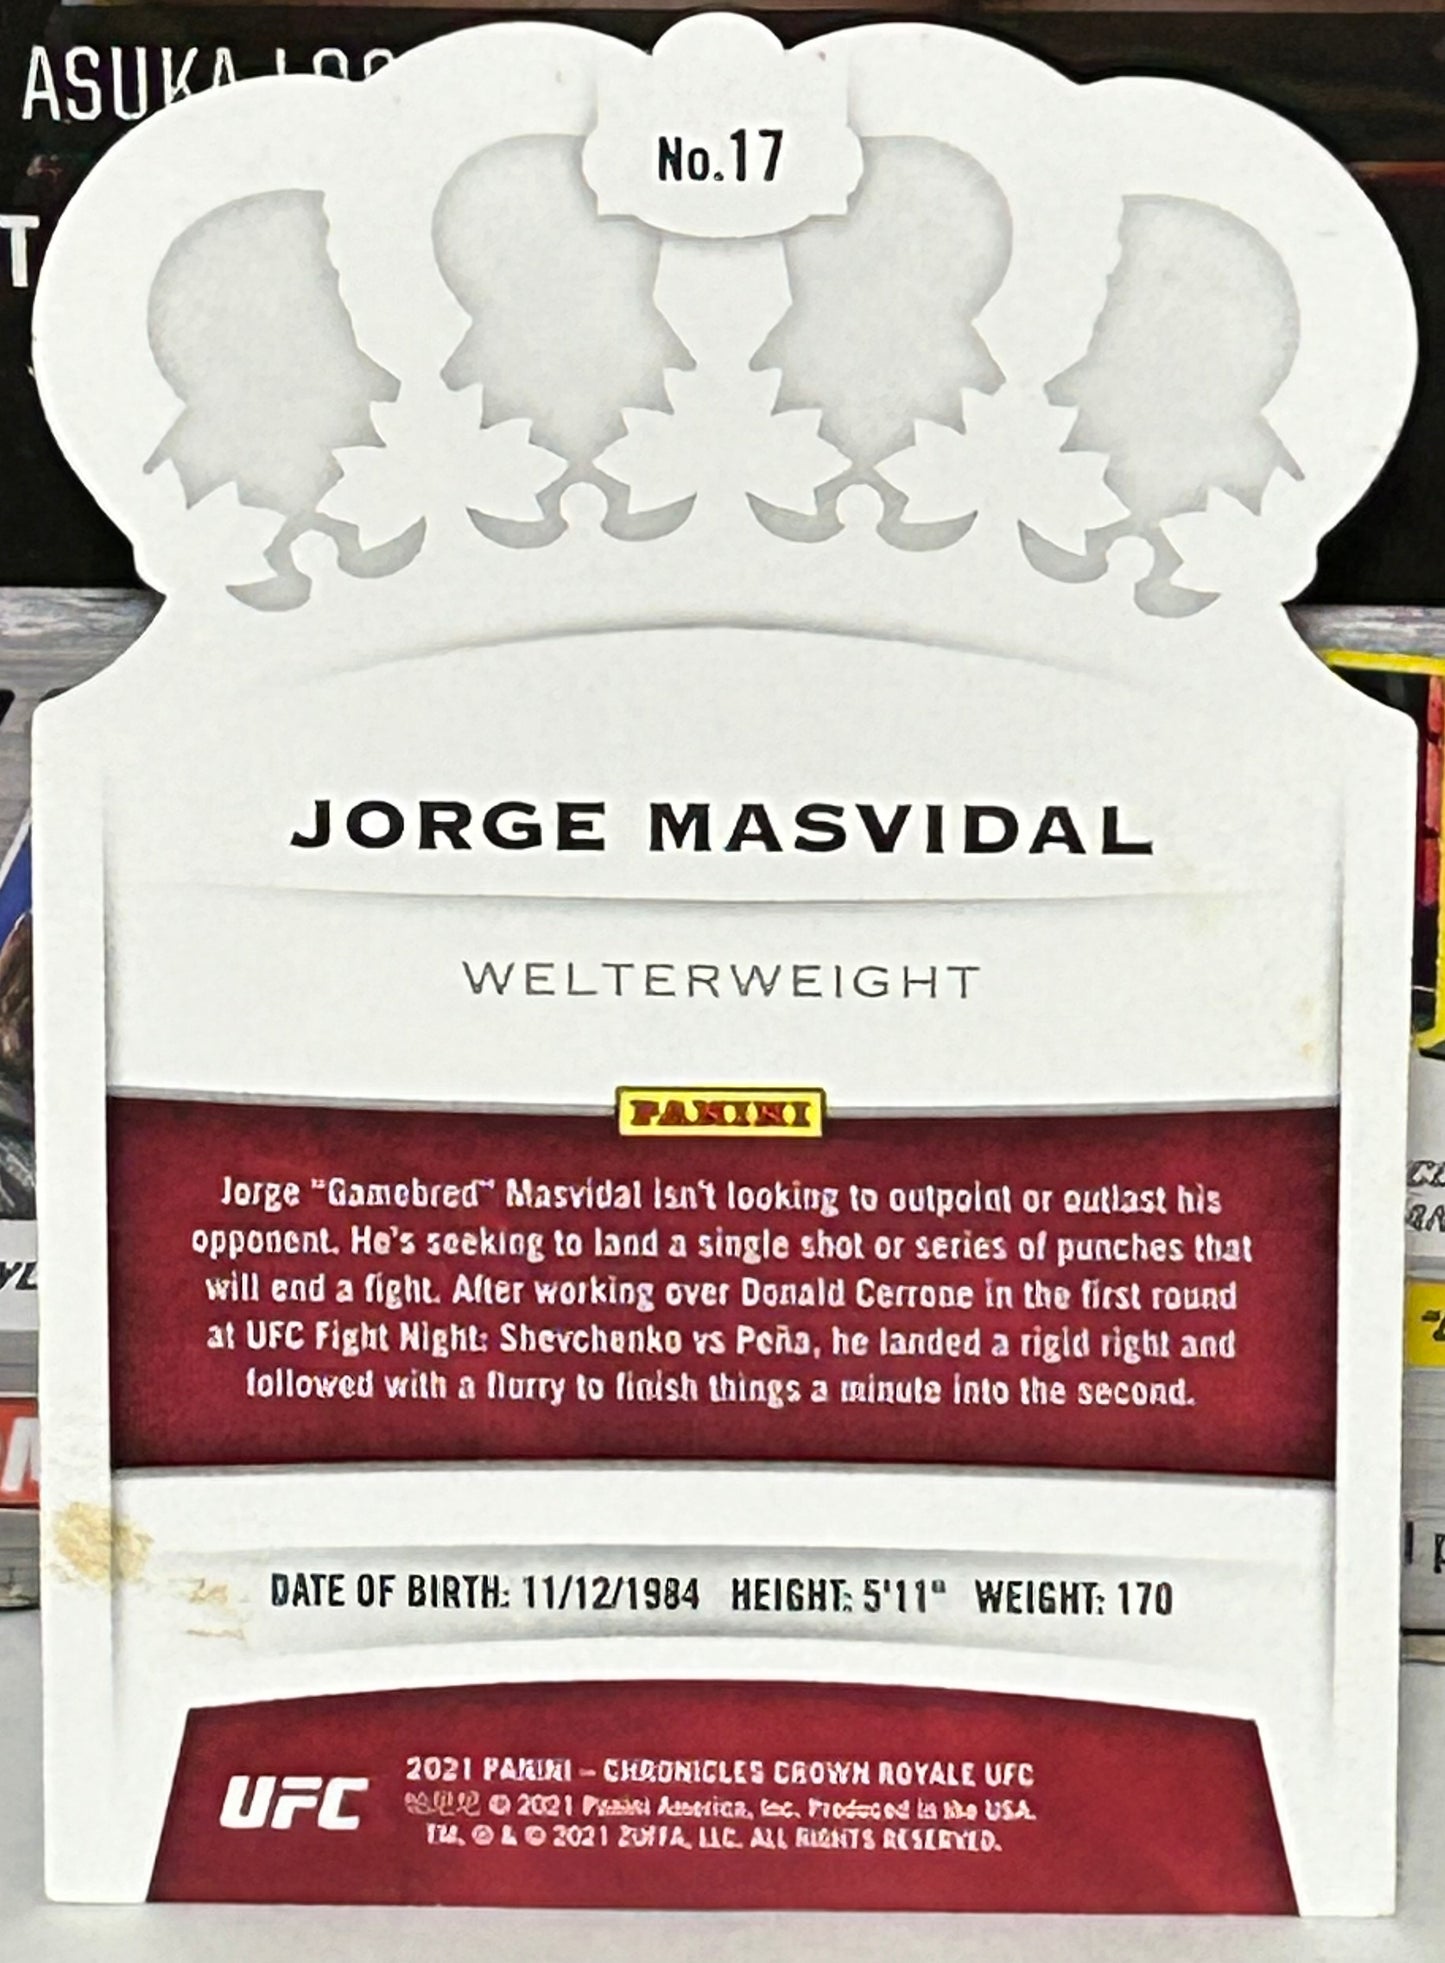 ASUKA
No.17
JORGE MASVIDAL
WELTERWEIGHT
PANINI
Jorge "Gamebred" Masvidal isn't looking to outpoint or outlast his
opponent. He's seeking to land a single shot or series of punches that
will end a fight. After working over Donald Cerrone in the first round
at UFC Fight Night: Shevchenko vs Peña, he landed a rigid right and
followed with a flurry to finish things a minute into the second.
DATE OF BIRTH: 11/12/1984 HEIGHT: 5'11" WEIGHT: 170
UFC
2021 PANINI – CHRONICLES CROWN ROYALE UFC
© 2021 Panini America, Inc. Produced in the USA.
TM, ® & © 2021 ZUFFA, LLC. ALL RIGHTS RESERVED.